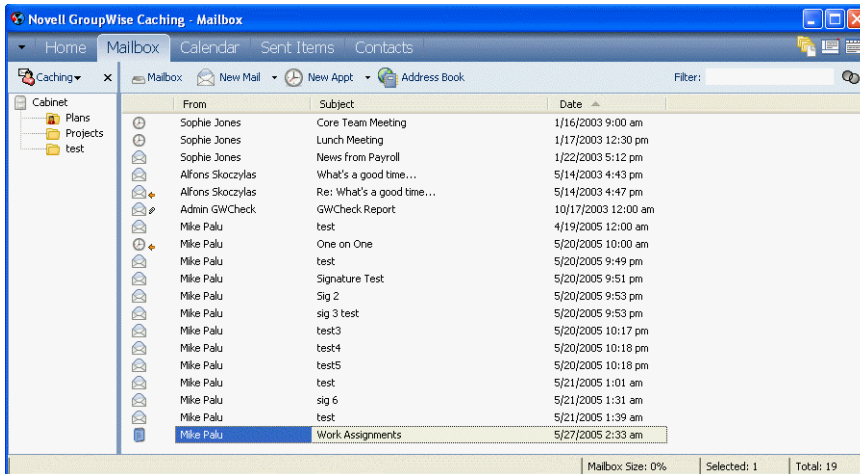 Novell GroupWise Caching - Mailbox
Home Mailbox Calendar Sent Items Contacts
Caching Mailbox New Mail New Appt Address Book Filter:
Cabinet
Plans
Projects
test
From Subject Date
Sophie Jones Core Team Meeting 1/16/2003 9:00 am
Sophie Jones Lunch Meeting 1/17/2003 12:30 pm
Sophie Jones News from Payroll 1/22/2003 5:12 pm
Alfons Skoczylas What's a good time... 5/14/2003 4:43 pm
Alfons Skoczylas Re: What's a good time... 5/14/2003 4:47 pm
Admin GWCheck GWCheck Report 10/17/2003 12:00 am
Mike Palu test 4/19/2005 12:00 am
Mike Palu One on One 5/20/2005 10:00 am
Mike Palu test 5/20/2005 9:49 pm
Mike Palu Signature Test 5/20/2005 9:51 pm
Mike Palu Sig 2 5/20/2005 9:53 pm
Mike Palu sig 3 test 5/20/2005 9:53 pm
Mike Palu test3 5/20/2005 10:17 pm
Mike Palu test4 5/20/2005 10:18 pm
Mike Palu test5 5/20/2005 10:18 pm
Mike Palu test 5/21/2005 1:01 am
Mike Palu sig 6 5/21/2005 1:31 am
Mike Palu test 5/21/2005 1:39 am
Mike Palu Work Assignments 5/27/2005 2:33 am
Mailbox Size: 0% Selected: 1 Total: 19